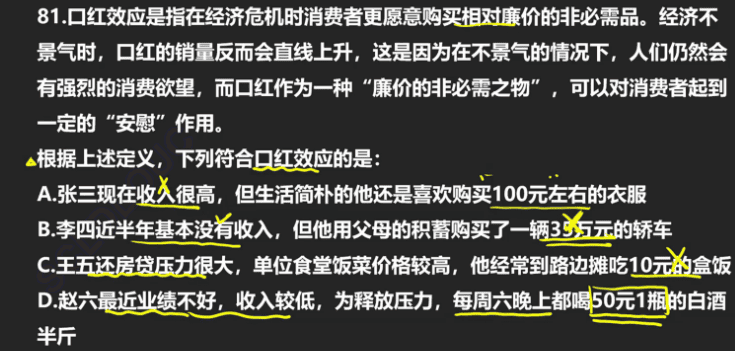 81.口红效应是指在经济危机时消费者更愿意购买相对廉价的非必需品。经济不
景气时，口红的销量反而会直线上升，这是因为在不景气的情况下，人们仍然会
有强烈的消费欲望，而口红作为一种“廉价的非必需之物”，可以对消费者起到
一定的“安慰”作用。
根据上述定义，下列符合口红效应的是：
A.张三现在收入很高，但生活简朴的他还是喜欢购买100元左右的衣服
B.李四近半年基本没有收入，但他用父母的积蓄购买了一辆35万元的轿车
C.王五还房贷压力很大，单位食堂饭菜价格较高，他经常到路边摊吃10元的盒饭
D.赵六最近业绩不好，收入较低，为释放压力，每周六晚上都喝50元1瓶的白酒
半斤